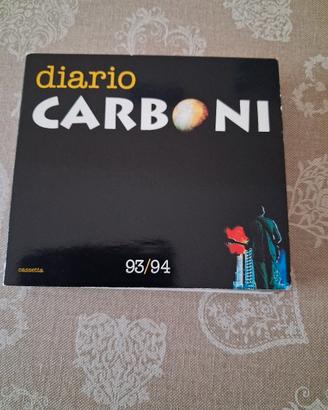 diario
CARBONI
cassetta
93/94